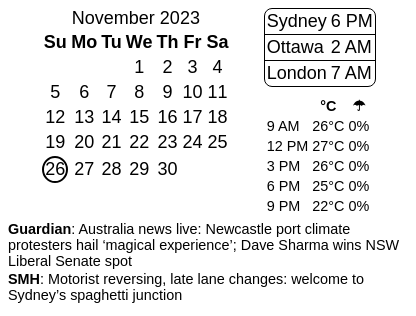 November 2023
Su Mo Tu We Th Fr Sa
1 2 3 4
5 6 7 8 9 10 11
12 13 14 15 16 17 18
19 20 21 22 23 24 25
26 27 28 29 30
Sydney 6 PM
Ottawa 2 AM
London 7 AM
°C ☂
9 AM 26°C 0%
12 PM 27°C 0%
3 PM 26°C 0%
6 PM 25°C 0%
9 PM 22°C 0%
Guardian: Australia news live: Newcastle port climate
protesters hail ‘magical experience’; Dave Sharma wins NSW
Liberal Senate spot
SMH: Motorist reversing, late lane changes: welcome to
Sydney’s spaghetti junction